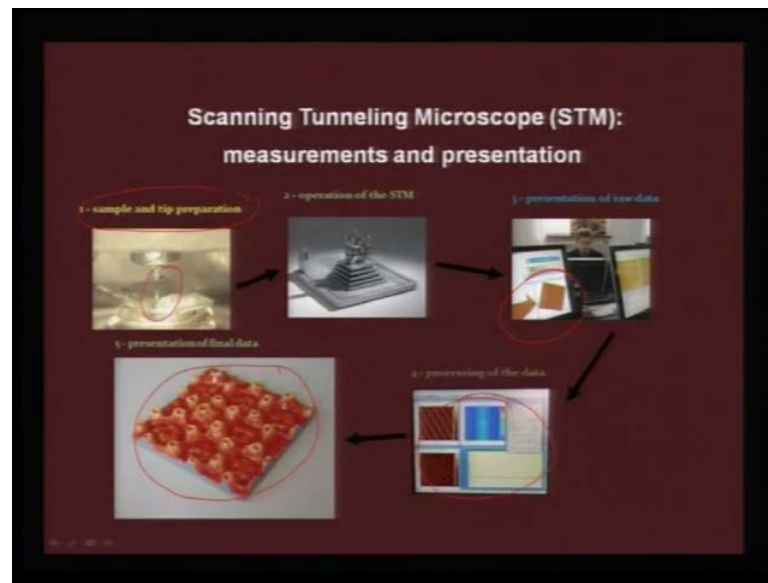 Scanning Tunneling Microscope (STM):
measurements and presentation
1 - sample and tip preparation
2 - operation of the STM
3 - presentation of raw data
4 - processing of the data
5 - presentation of final data